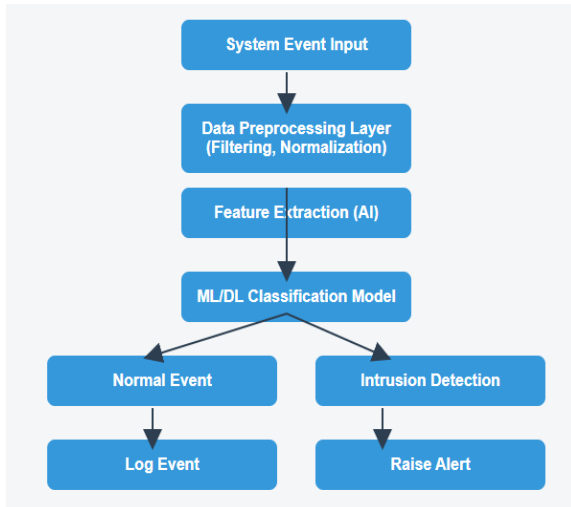 System Event Input
Data Preprocessing Layer
(Filtering, Normalization)
Feature Extraction (AI)
ML/DL Classification Model
Normal Event
Intrusion Detection
Log Event
Raise Alert